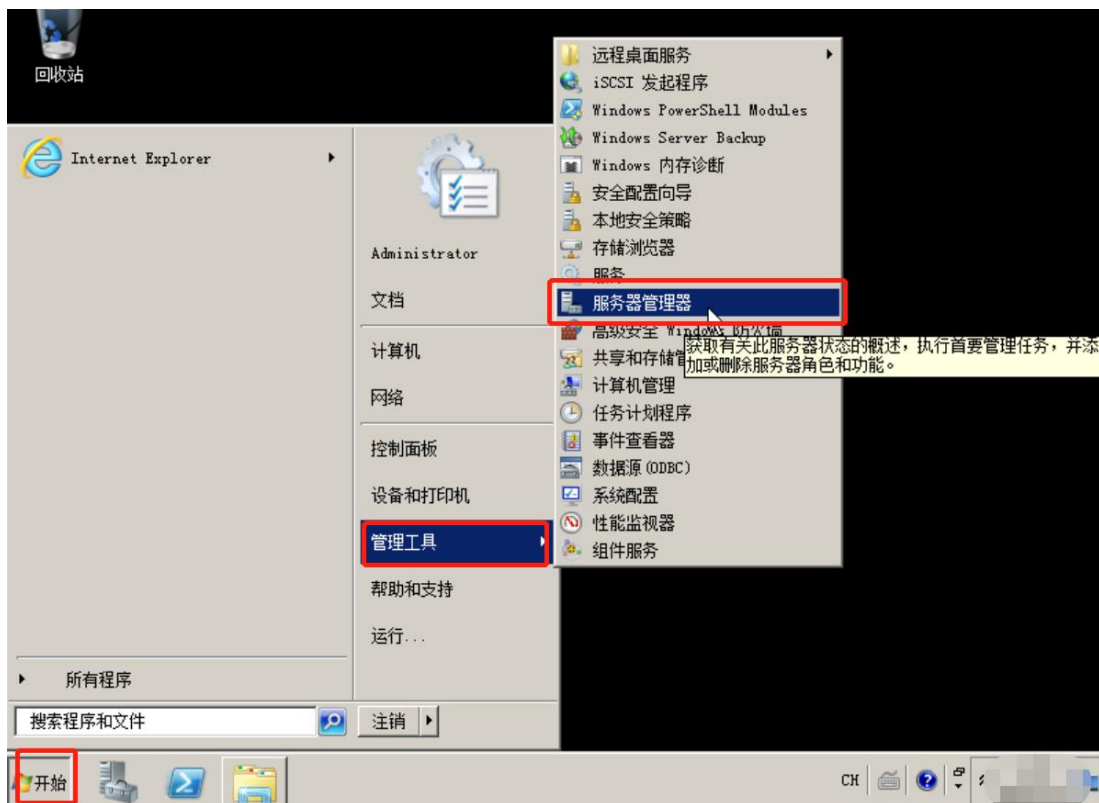 回收站
Internet Explorer
所有程序
搜索程序和文件
Administrator
文档
计算机
网络
控制面板
设备和打印机
管理工具
帮助和支持
运行...
注销
远程桌面服务
iSCSI 发起程序
Windows PowerShell Modules
Windows Server Backup
Windows 内存诊断
安全配置向导
本地安全策略
存储浏览器
服务
服务器管理器
高级安全 Windows 防火墙
共享和存储管
计算机管理
任务计划程序
事件查看器
数据源(ODBC)
系统配置
性能监视器
组件服务
获取有关此服务器状态的概述，执行首要管理任务，并添
加或删除服务器角色和功能。
开始
CH